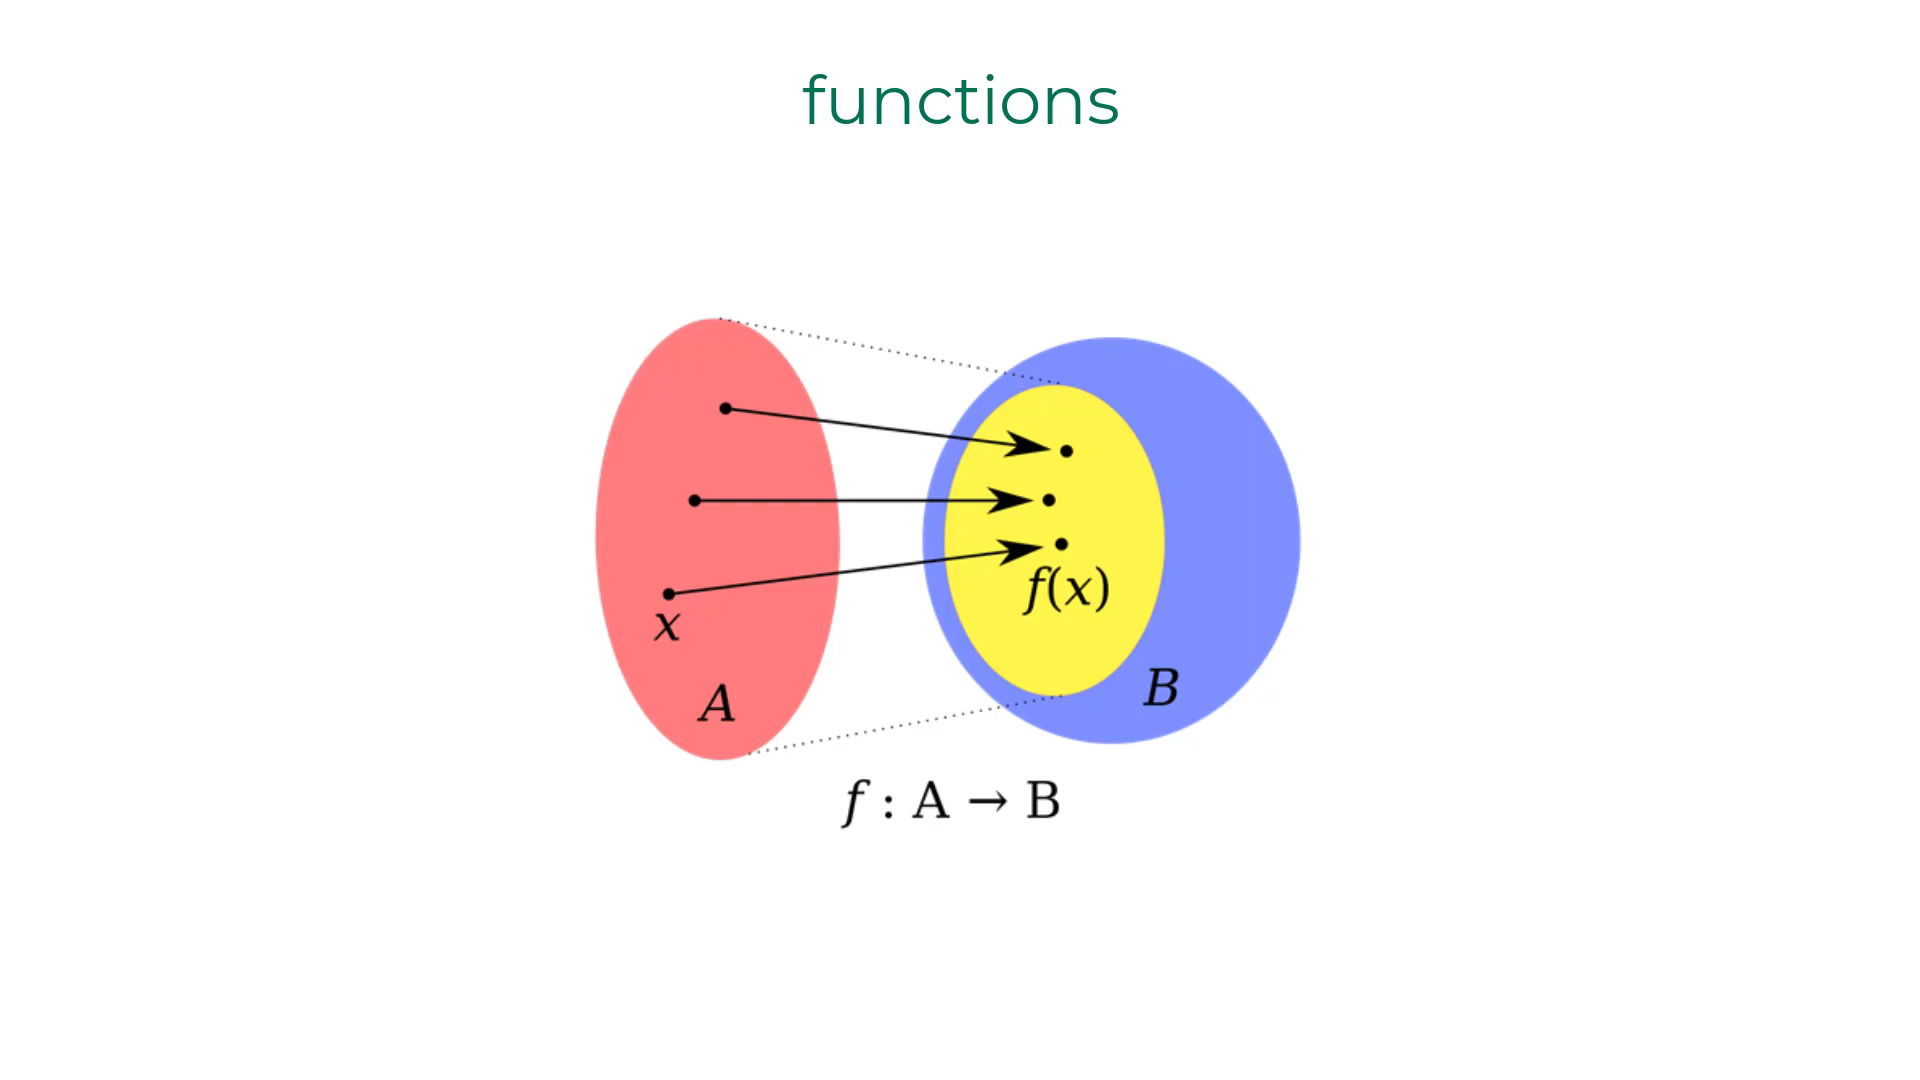 functions
f(x)
x
A
B
f : A → B